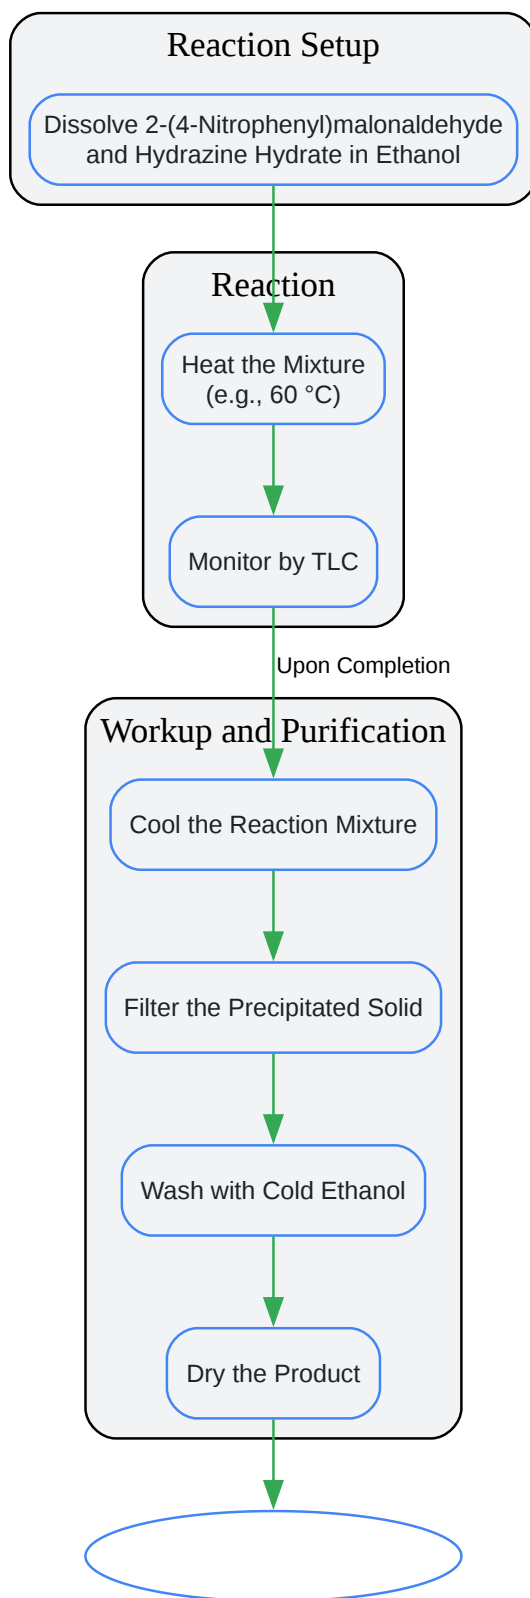 Reaction Setup
Dissolve 2-(4-Nitrophenyl)malonaldehyde
and Hydrazine Hydrate in Ethanol
Reaction
Heat the Mixture
(e.g., 60 °C)
Monitor by TLC
Upon Completion
Workup and Purification
Cool the Reaction Mixture
Filter the Precipitated Solid
Wash with Cold Ethanol
Dry the Product